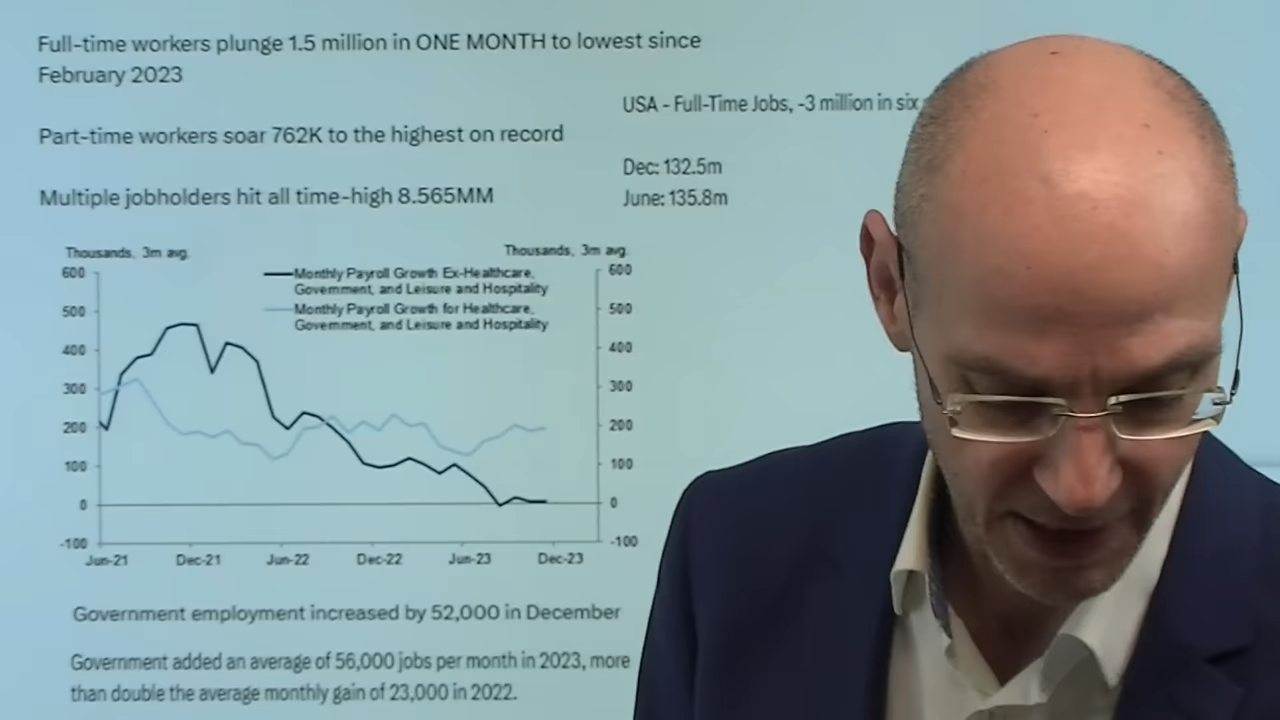 Full-time workers plunge 1.5 million in ONE MONTH to lowest since
February 2023
Part-time workers soar 762K to the highest on record
Multiple jobholders hit all time-high 8.565MM
USA - Full-Time Jobs, -3 million in six
Dec: 132.5m
June: 135.8m
Thousands, 3m avg.
Thousands, 3m avg.
Monthly Payroll Growth Ex-Healthcare,
Government, and Leisure and Hospitality
Monthly Payroll Growth for Healthcare,
Government, and Leisure and Hospitality
600
500
400
300
200
100
0
-100
600
500
400
300
200
100
0
-100
Jun-21
Dec-21
Jun-22
Dec-22
Jun-23
Dec-23
Government employment increased by 52,000 in December
Government added an average of 56,000 jobs per month in 2023, more
than double the average monthly gain of 23,000 in 2022.